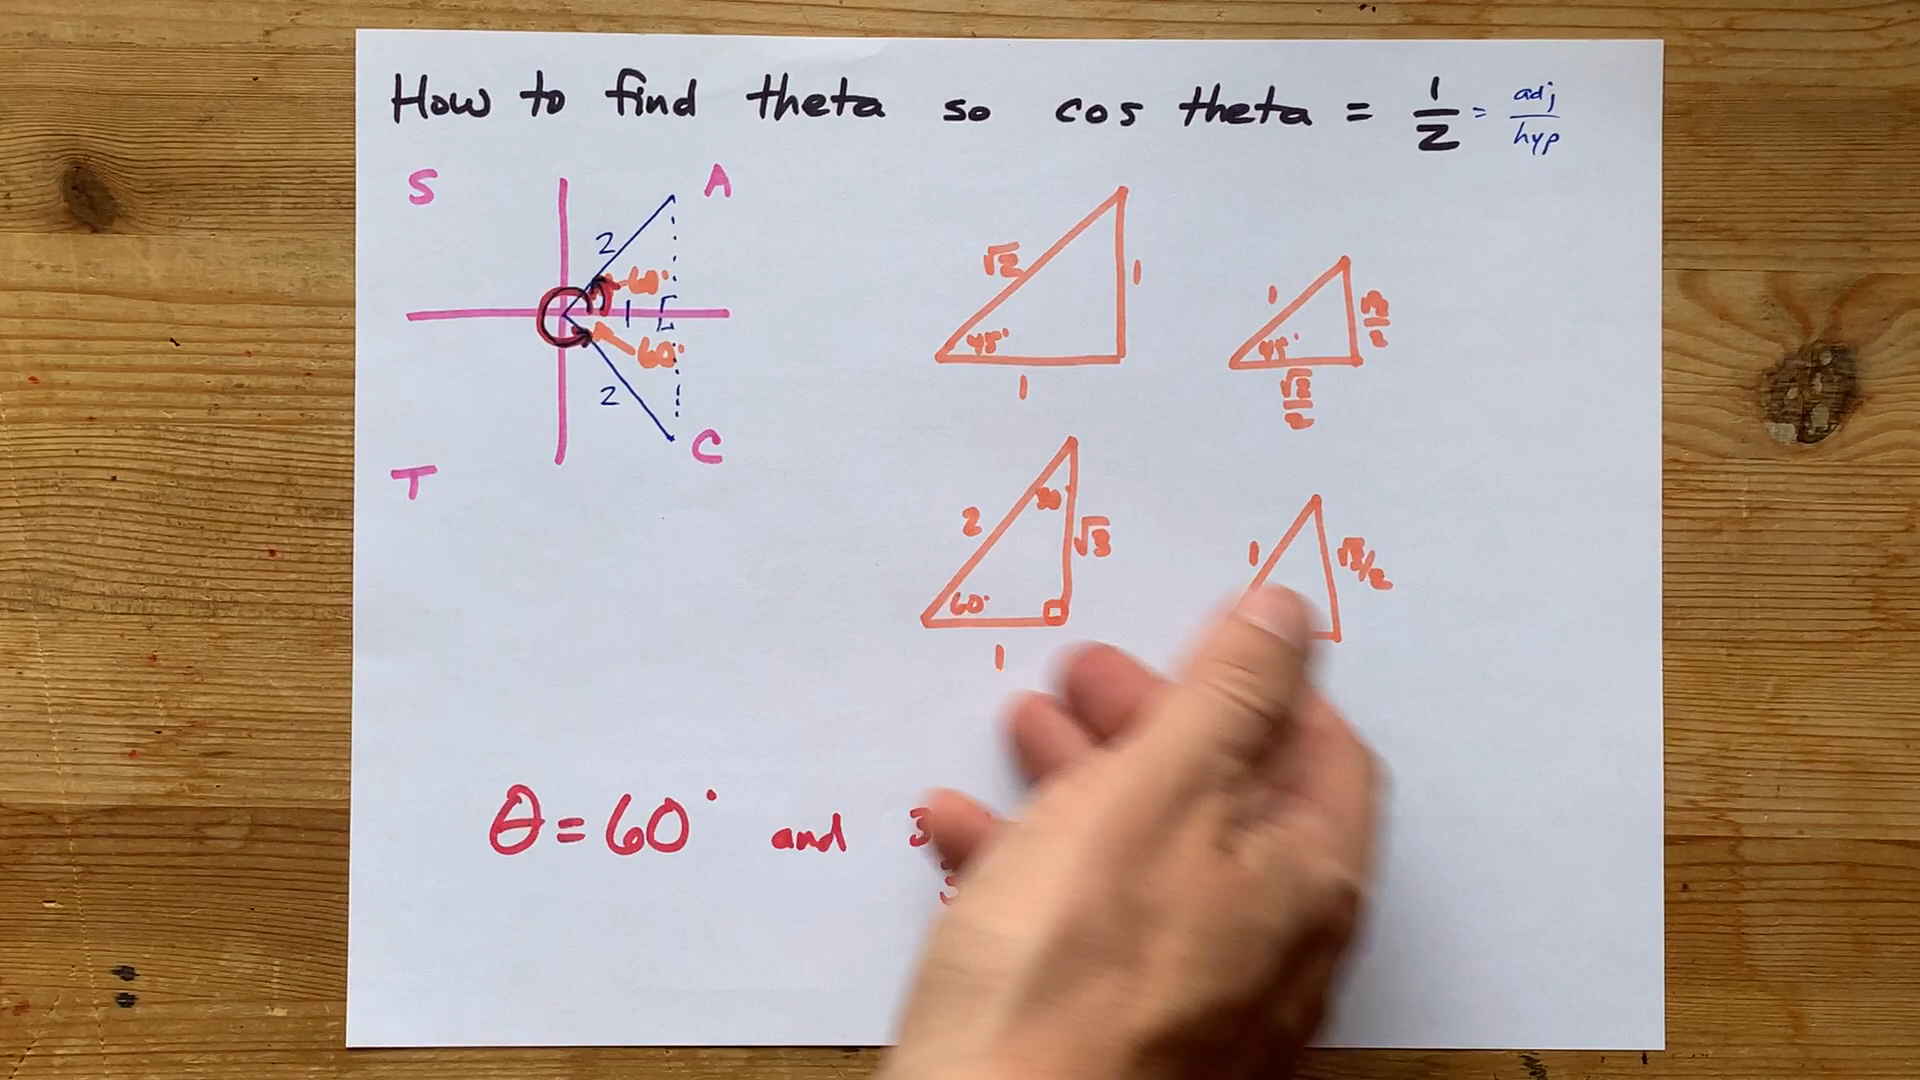 How to find theta so cos theta = 1/2 = adj/hyp
S A
2 60°
1
60°
2
T C
√2 1
45°
1
1 √2/2
45°
√2/2
2 30 √3
60°
1
1 √3/2
θ = 60° and 3